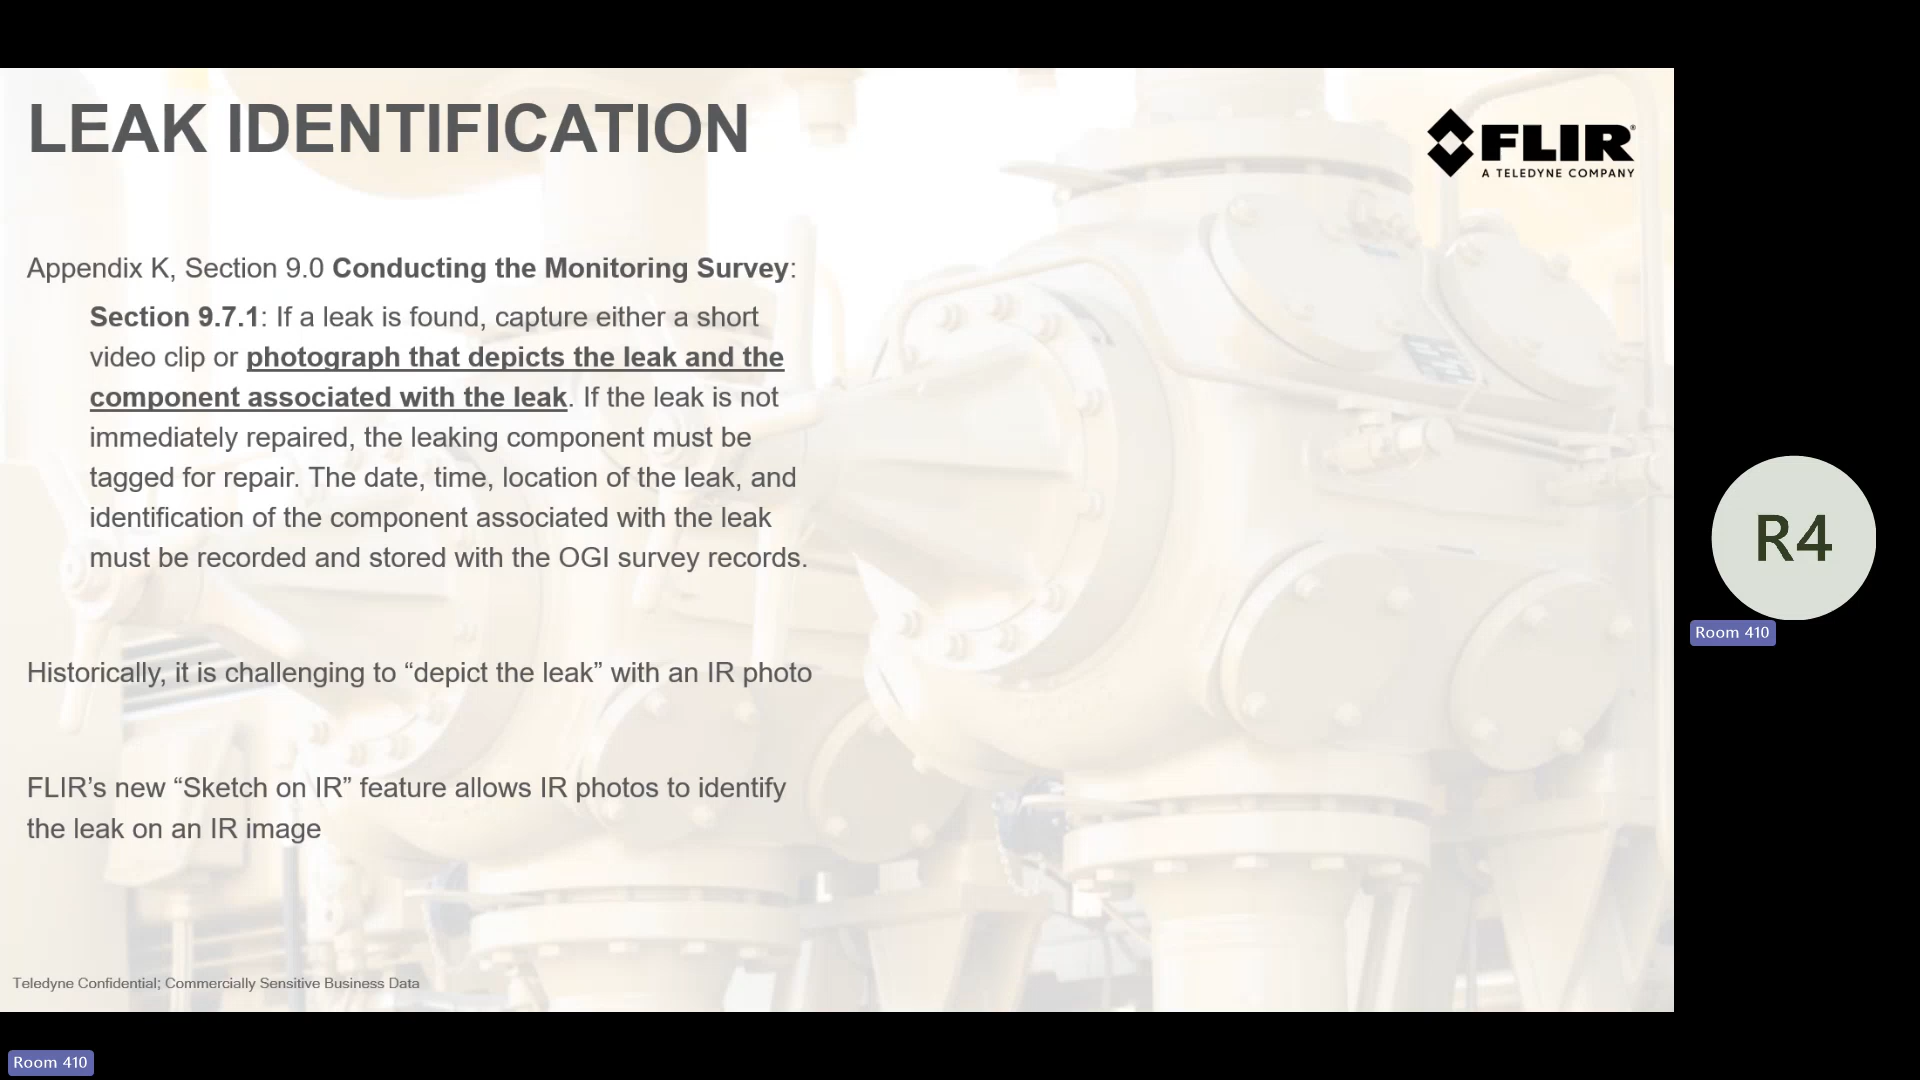 LEAK IDENTIFICATION
FLIR®
A TELEDYNE COMPANY
Appendix K, Section 9.0 Conducting the Monitoring Survey:
Section 9.7.1: If a leak is found, capture either a short
video clip or photograph that depicts the leak and the
component associated with the leak. If the leak is not
immediately repaired, the leaking component must be
tagged for repair. The date, time, location of the leak, and
identification of the component associated with the leak
must be recorded and stored with the OGI survey records.
Historically, it is challenging to “depict the leak” with an IR photo
FLIR’s new “Sketch on IR” feature allows IR photos to identify
the leak on an IR image
Teledyne Confidential; Commercially Sensitive Business Data
R4
Room 410
Room 410